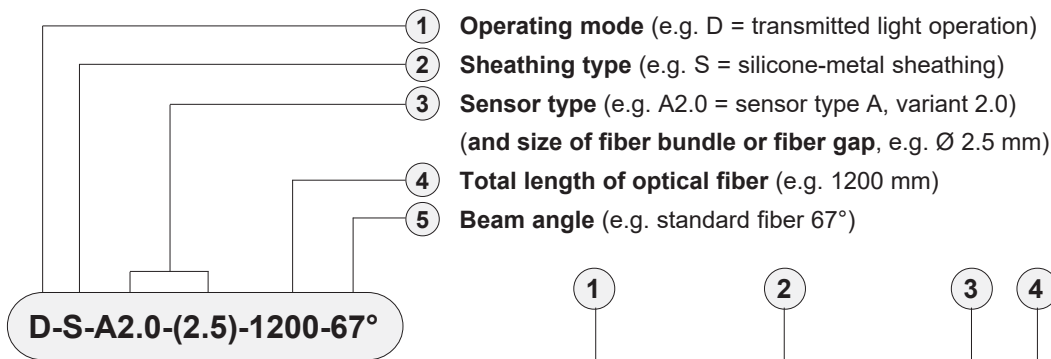 1 Operating mode (e.g. D = transmitted light operation)
2 Sheathing type (e.g. S = silicone-metal sheathing)
3 Sensor type (e.g. A2.0 = sensor type A, variant 2.0)
(and size of fiber bundle or fiber gap, e.g. Ø 2.5 mm)
4 Total length of optical fiber (e.g. 1200 mm)
5 Beam angle (e.g. standard fiber 67°)
1 2 3 4
D-S-A2.0-(2.5)-1200-67°